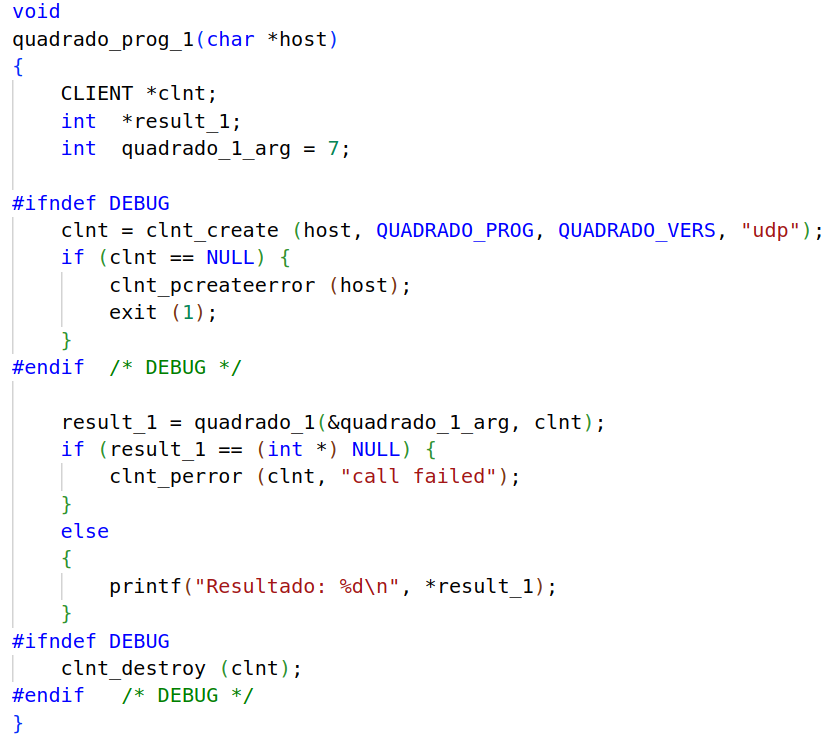 void
quadrado_prog_1(char *host)
{
    CLIENT *clnt;
    int  *result_1;
    int  quadrado_1_arg = 7;

#ifndef DEBUG
    clnt = clnt_create (host, QUADRADO_PROG, QUADRADO_VERS, "udp");
    if (clnt == NULL) {
        clnt_pcreateerror (host);
        exit (1);
    }
#endif  /* DEBUG */

    result_1 = quadrado_1(&quadrado_1_arg, clnt);
    if (result_1 == (int *) NULL) {
        clnt_perror (clnt, "call failed");
    }
    else
    {
        printf("Resultado: %d\n", *result_1);
    }
#ifndef DEBUG
    clnt_destroy (clnt);
#endif   /* DEBUG */
}